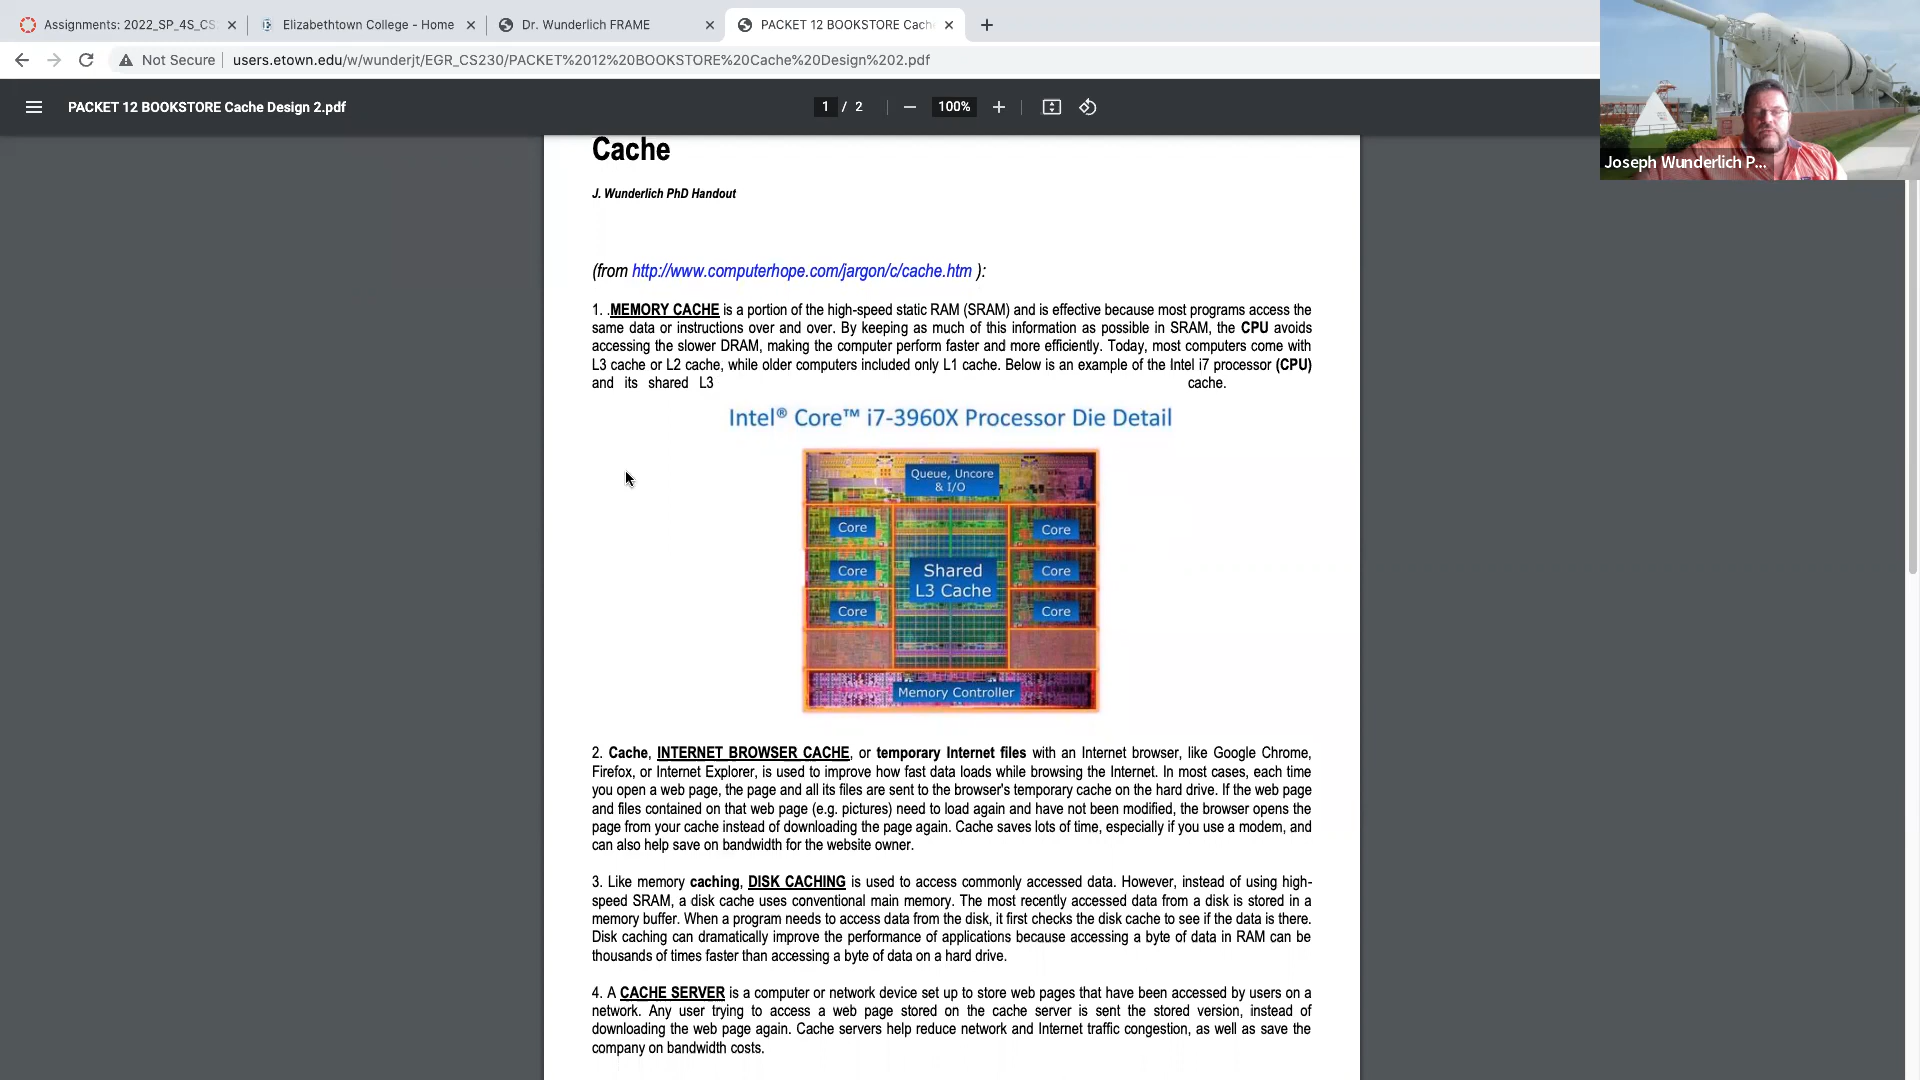 Assignments: 2022_SP_4S_CS
Elizabethtown College - Home
Dr. Wunderlich FRAME
PACKET 12 BOOKSTORE Cache
Not Secure
users.etown.edu/w/wunderjt/EGR_CS230/PACKET%2012%20BOOKSTORE%20Cache%20Design%202.pdf
PACKET 12 BOOKSTORE Cache Design 2.pdf
1 / 2
100%
Joseph Wunderlich P...
Cache
J. Wunderlich PhD Handout
(from http://www.computerhope.com/jargon/c/cache.htm ):
1. .MEMORY CACHE is a portion of the high-speed static RAM (SRAM) and is effective because most programs access the
same data or instructions over and over. By keeping as much of this information as possible in SRAM, the CPU avoids
accessing the slower DRAM, making the computer perform faster and more efficiently. Today, most computers come with
L3 cache or L2 cache, while older computers included only L1 cache. Below is an example of the Intel i7 processor (CPU)
and its shared L3 cache.
Intel® Core™ i7-3960X Processor Die Detail
Queue, Uncore
& I/O
Core
Core
Core
Core
Shared
L3 Cache
Core
Core
Memory Controller
2. Cache, INTERNET BROWSER CACHE, or temporary Internet files with an Internet browser, like Google Chrome,
Firefox, or Internet Explorer, is used to improve how fast data loads while browsing the Internet. In most cases, each time
you open a web page, the page and all its files are sent to the browser's temporary cache on the hard drive. If the web page
and files contained on that web page (e.g. pictures) need to load again and have not been modified, the browser opens the
page from your cache instead of downloading the page again. Cache saves lots of time, especially if you use a modem, and
can also help save on bandwidth for the website owner.
3. Like memory caching, DISK CACHING is used to access commonly accessed data. However, instead of using high-
speed SRAM, a disk cache uses conventional main memory. The most recently accessed data from a disk is stored in a
memory buffer. When a program needs to access data from the disk, it first checks the disk cache to see if the data is there.
Disk caching can dramatically improve the performance of applications because accessing a byte of data in RAM can be
thousands of times faster than accessing a byte of data on a hard drive.
4. A CACHE SERVER is a computer or network device set up to store web pages that have been accessed by users on a
network. Any user trying to access a web page stored on the cache server is sent the stored version, instead of
downloading the web page again. Cache servers help reduce network and Internet traffic congestion, as well as save the
company on bandwidth costs.